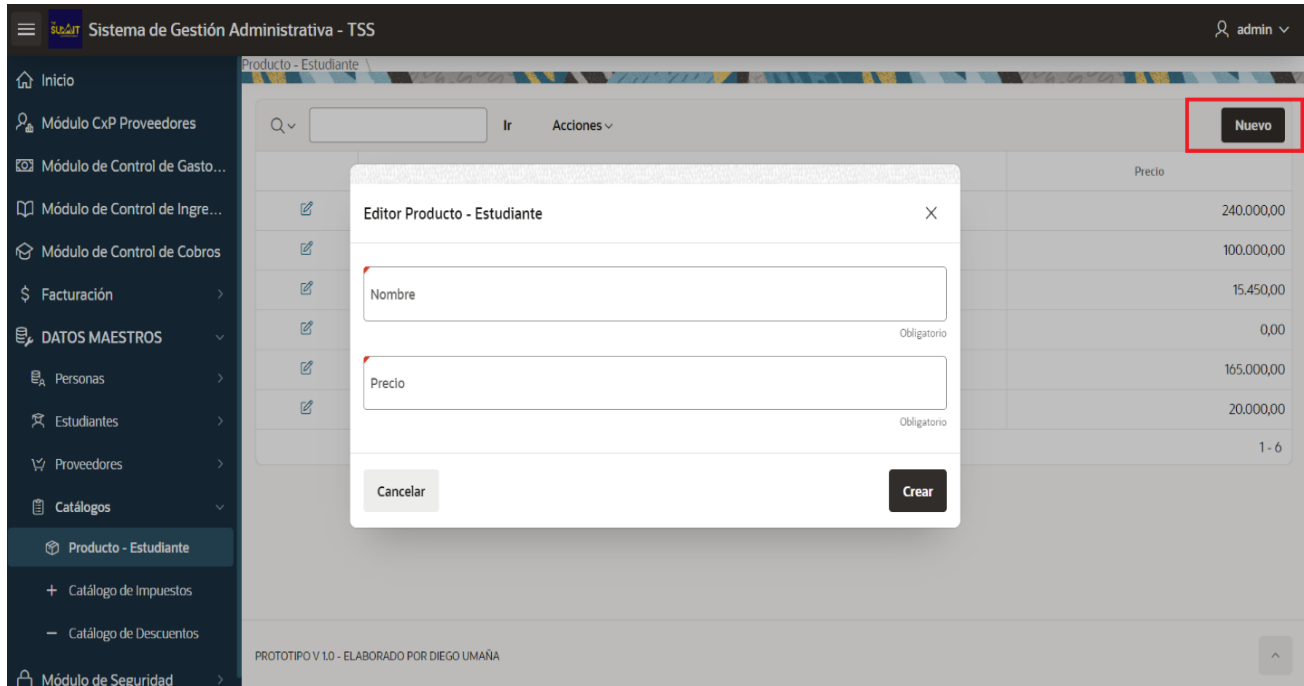 SUMMIT Sistema de Gestión Administrativa - TSS
admin
Inicio
Módulo CxP Proveedores
Módulo de Control de Gasto...
Módulo de Control de Ingre...
Módulo de Control de Cobros
Facturación
DATOS MAESTROS
Personas
Estudiantes
Proveedores
Catálogos
Producto - Estudiante
Catálogo de Impuestos
Catálogo de Descuentos
Módulo de Seguridad
Producto - Estudiante \
Ir
Acciones
Nuevo
Precio
240.000,00
100.000,00
15.450,00
0,00
165.000,00
20.000,00
1 - 6
Editor Producto - Estudiante
Nombre
Obligatorio
Precio
Obligatorio
Cancelar
Crear
PROTOTIPO V 1.0 - ELABORADO POR DIEGO UMAÑA